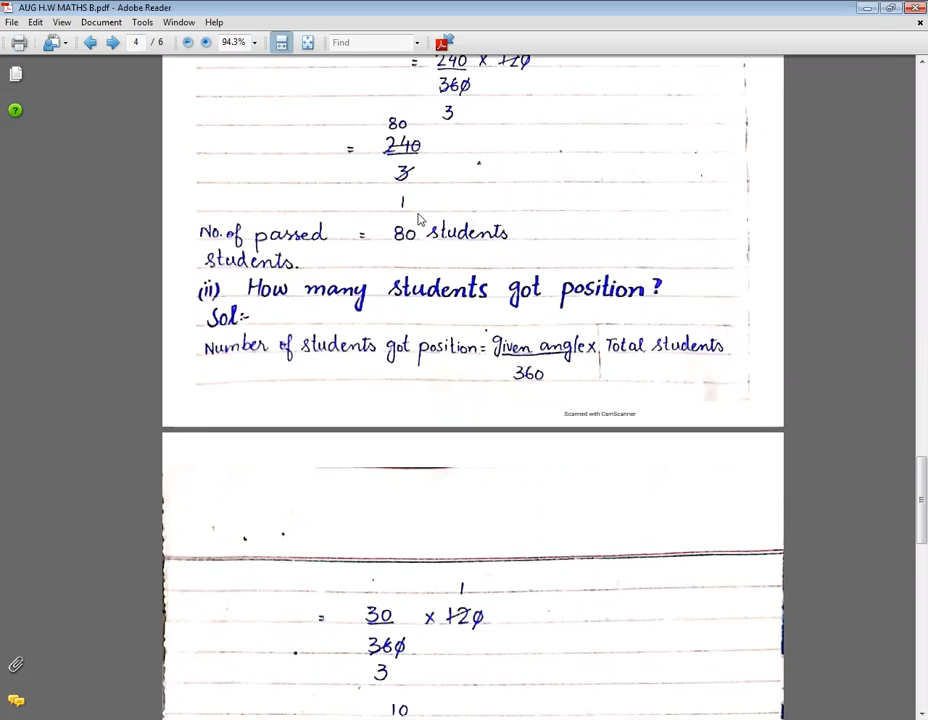 AUG H.W MATHS B.pdf - Adobe Reader
File Edit View Document Tools Window Help
4 / 6 94.3% Find
= 240 x 120
360
3
80
= 240
3
1
No. of passed = 80 students
students.
(ii) How many students got position?
Sol:-
Number of students got position = given angle x Total students
360
Scanned with CamScanner
1
= 30 x 120
360
3
10